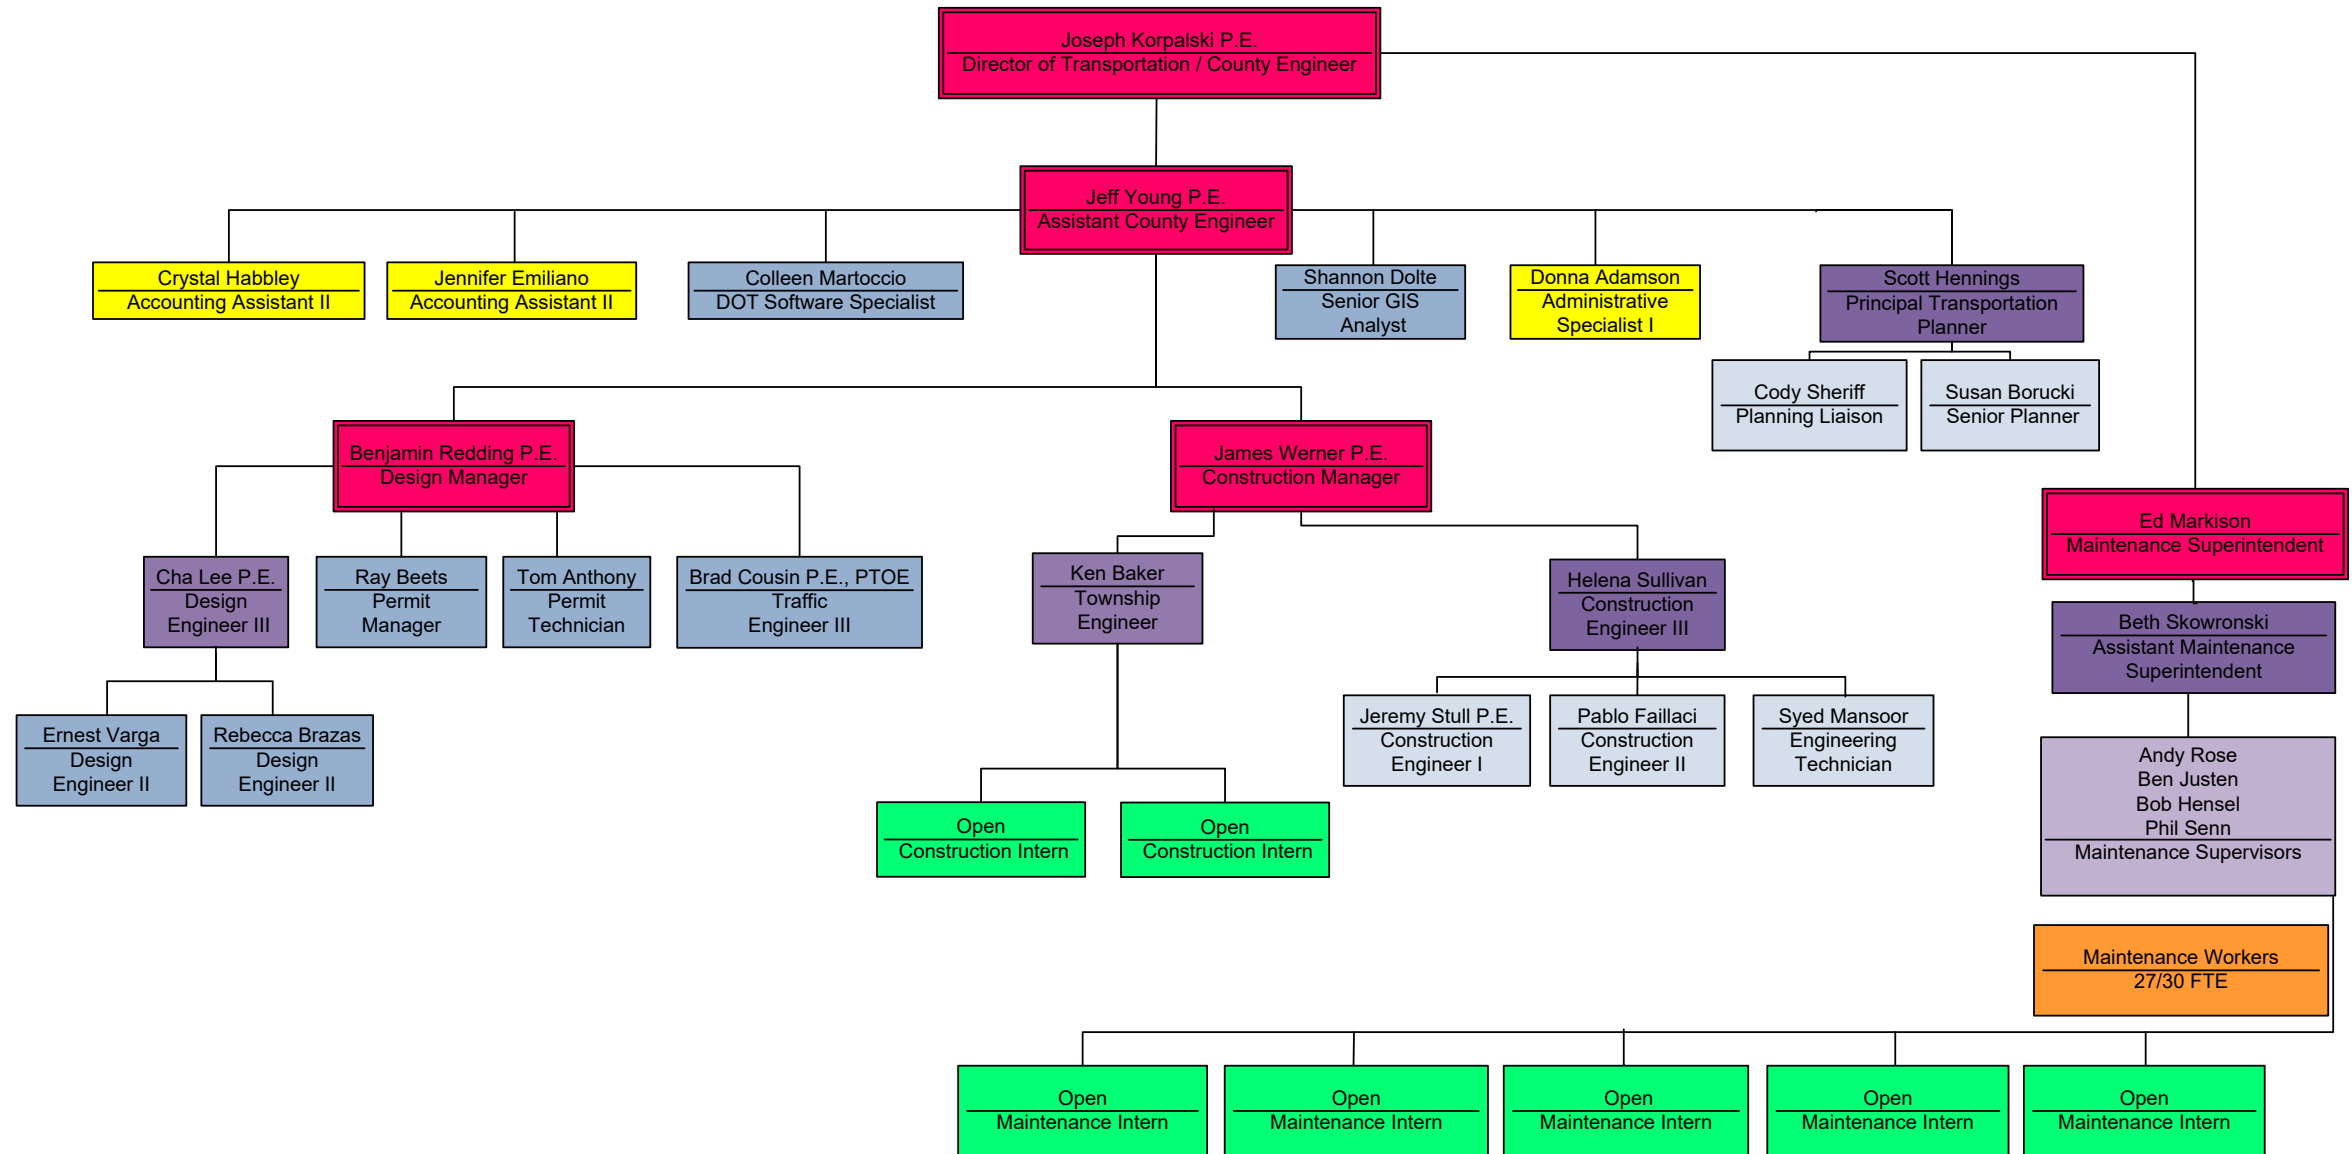 Joseph Korpalski P.E.
Director of Transportation / County Engineer
Jeff Young P.E.
Assistant County Engineer
Crystal Habbley
Accounting Assistant II
Jennifer Emiliano
Accounting Assistant II
Colleen Martoccio
DOT Software Specialist
Shannon Dolte
Senior GIS
Analyst
Donna Adamson
Administrative
Specialist I
Scott Hennings
Principal Transportation
Planner
Cody Sheriff
Planning Liaison
Susan Borucki
Senior Planner
Benjamin Redding P.E.
Design Manager
James Werner P.E.
Construction Manager
Ed Markison
Maintenance Superintendent
Cha Lee P.E.
Design
Engineer III
Ray Beets
Permit
Manager
Tom Anthony
Permit
Technician
Brad Cousin P.E., PTOE
Traffic
Engineer III
Ken Baker
Township
Engineer
Helena Sullivan
Construction
Engineer III
Beth Skowronski
Assistant Maintenance
Superintendent
Ernest Varga
Design
Engineer II
Rebecca Brazas
Design
Engineer II
Jeremy Stull P.E.
Construction
Engineer I
Pablo Faillaci
Construction
Engineer II
Syed Mansoor
Engineering
Technician
Andy Rose
Ben Justen
Bob Hensel
Phil Senn
Maintenance Supervisors
Open
Construction Intern
Open
Construction Intern
Maintenance Workers
27/30 FTE
Open
Maintenance Intern
Open
Maintenance Intern
Open
Maintenance Intern
Open
Maintenance Intern
Open
Maintenance Intern